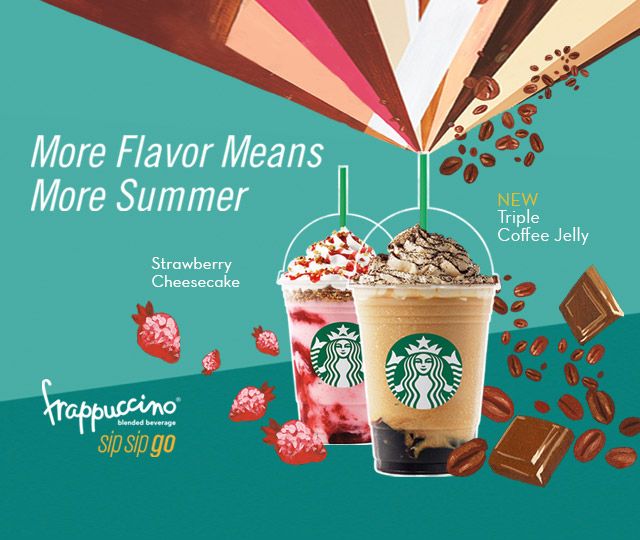 More Flavor Means
More Summer
NEW
Triple
Coffee Jelly
Strawberry
Cheesecake
frappuccino®
blended beverage
sip sip go